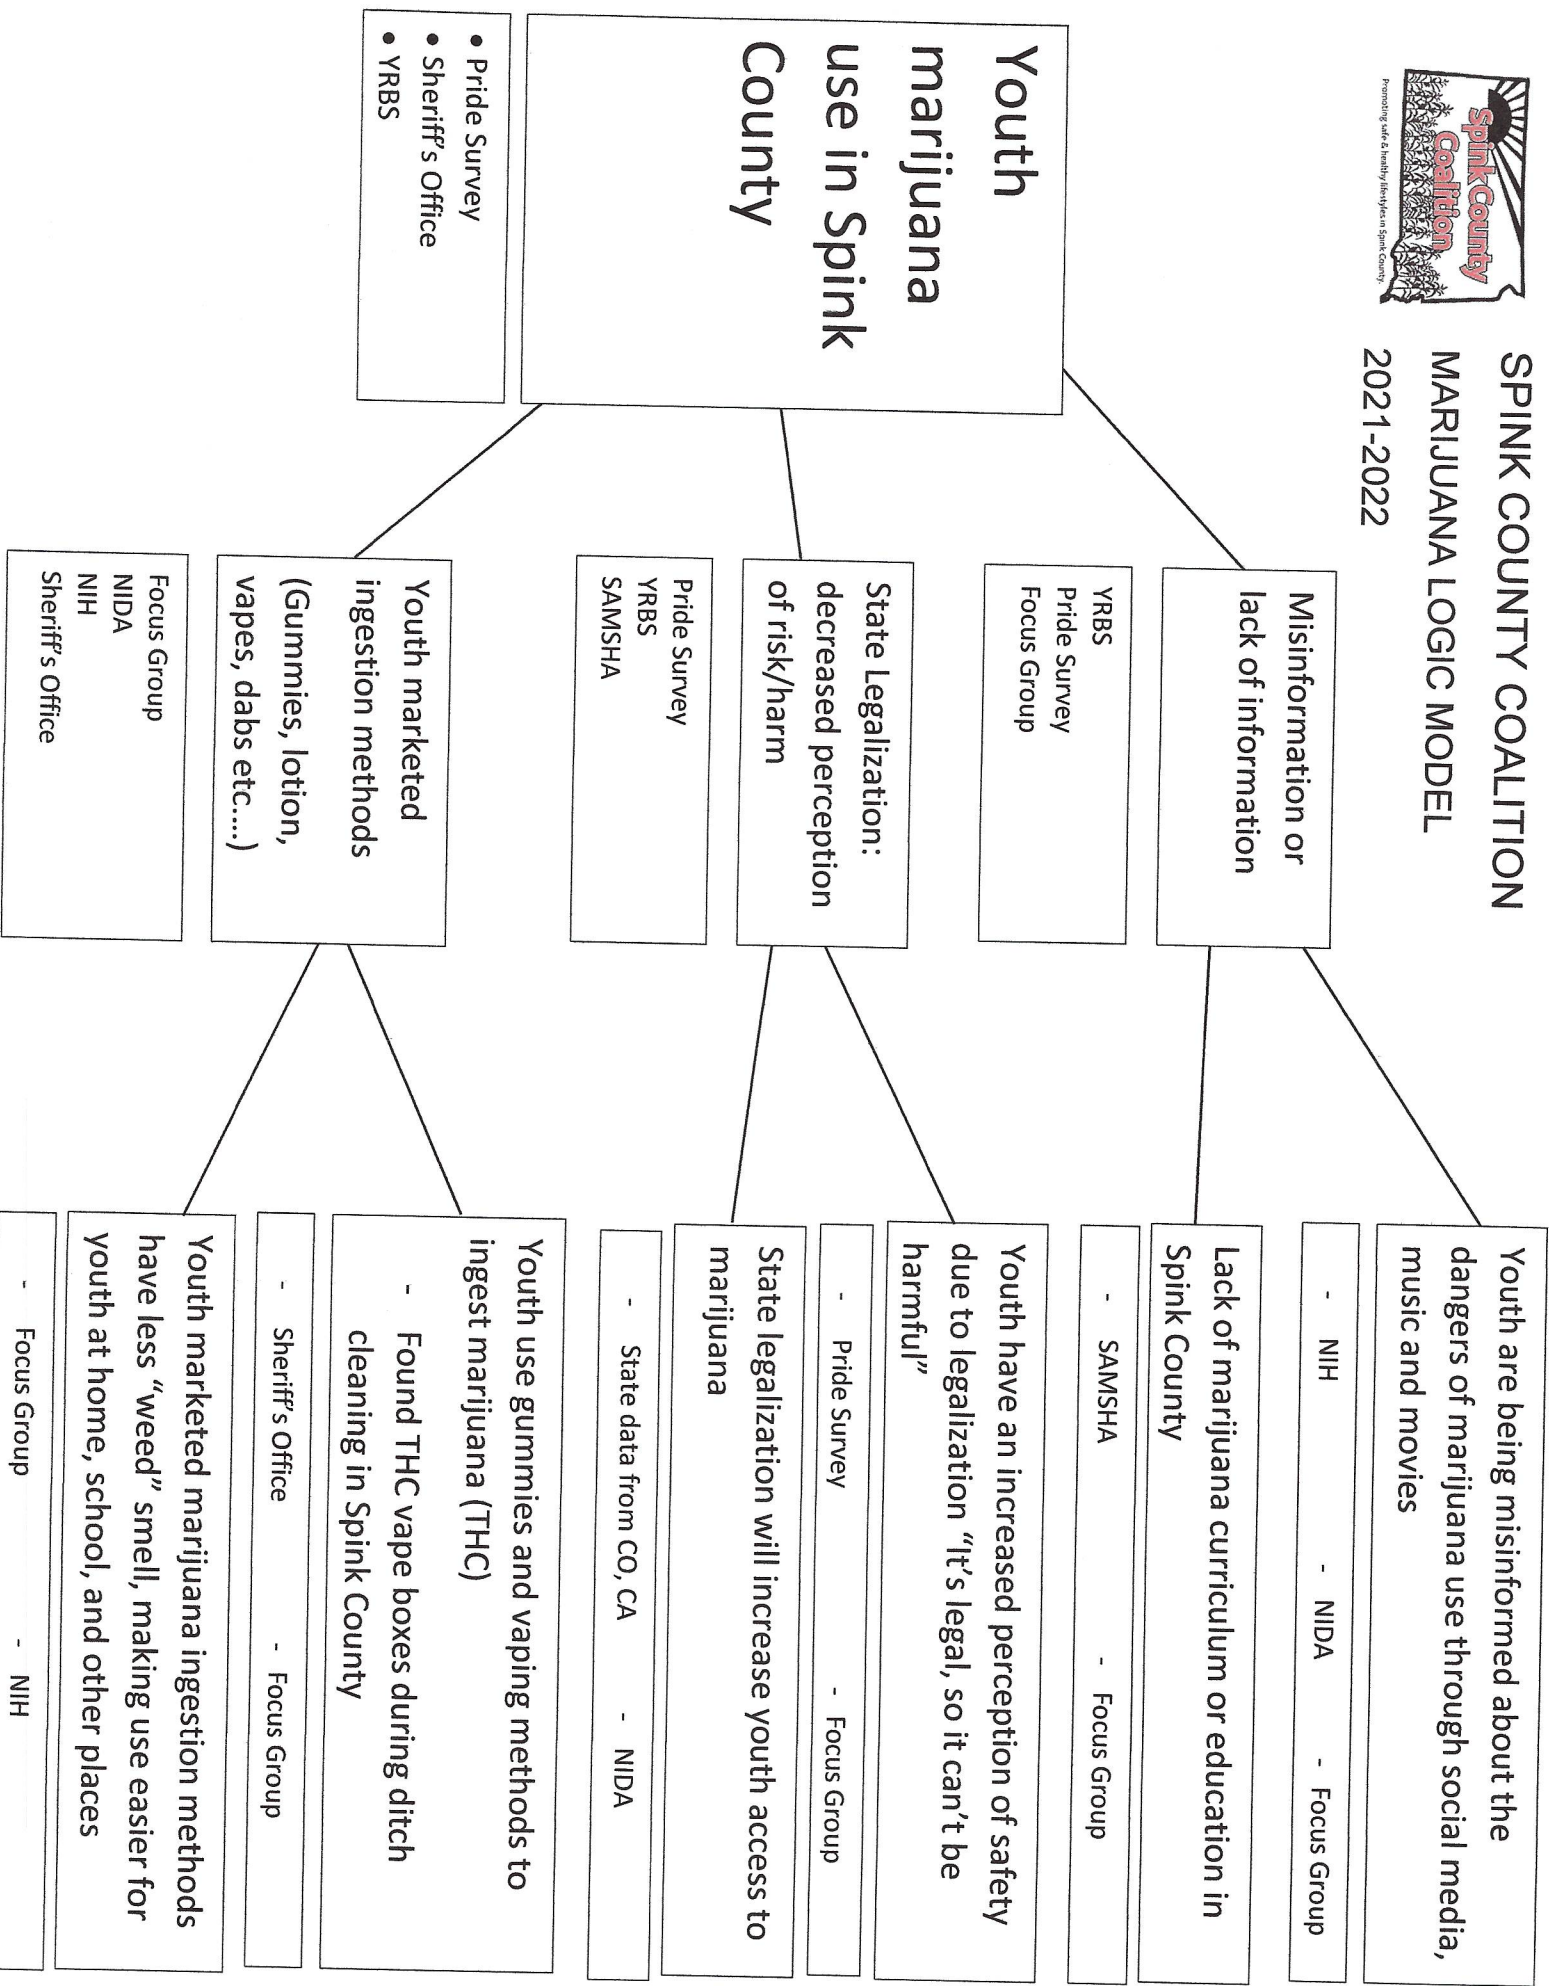 Spink County
Coalition
Promoting safe & healthy lifestyles in Spink County.
SPINK COUNTY COALITION
MARIJUANA LOGIC MODEL
2021-2022
Youth
marijuana
use in Spink
County
• Pride Survey
• Sheriff's Office
• YRBS
Misinformation or
lack of information
YRBS
Pride Survey
Focus Group
State Legalization:
decreased perception
of risk/harm
Pride Survey
YRBS
SAMSHA
Youth marketed
ingestion methods
(Gummies, lotion,
vapes, dabs etc....)
Focus Group
NIDA
NIH
Sheriff's Office
Youth are being misinformed about the
dangers of marijuana use through social media,
music and movies
- NIH - NIDA - Focus Group
Lack of marijuana curriculum or education in
Spink County
- SAMSHA - Focus Group
Youth have an increased perception of safety
due to legalization "It's legal, so it can't be
harmful"
- Pride Survey - Focus Group
State legalization will increase youth access to
marijuana
- State data from CO, CA - NIDA
Youth use gummies and vaping methods to
ingest marijuana (THC)
- Found THC vape boxes during ditch
cleaning in Spink County
- Sheriff's Office - Focus Group
Youth marketed marijuana ingestion methods
have less "weed" smell, making use easier for
youth at home, school, and other places
- Focus Group - NIH